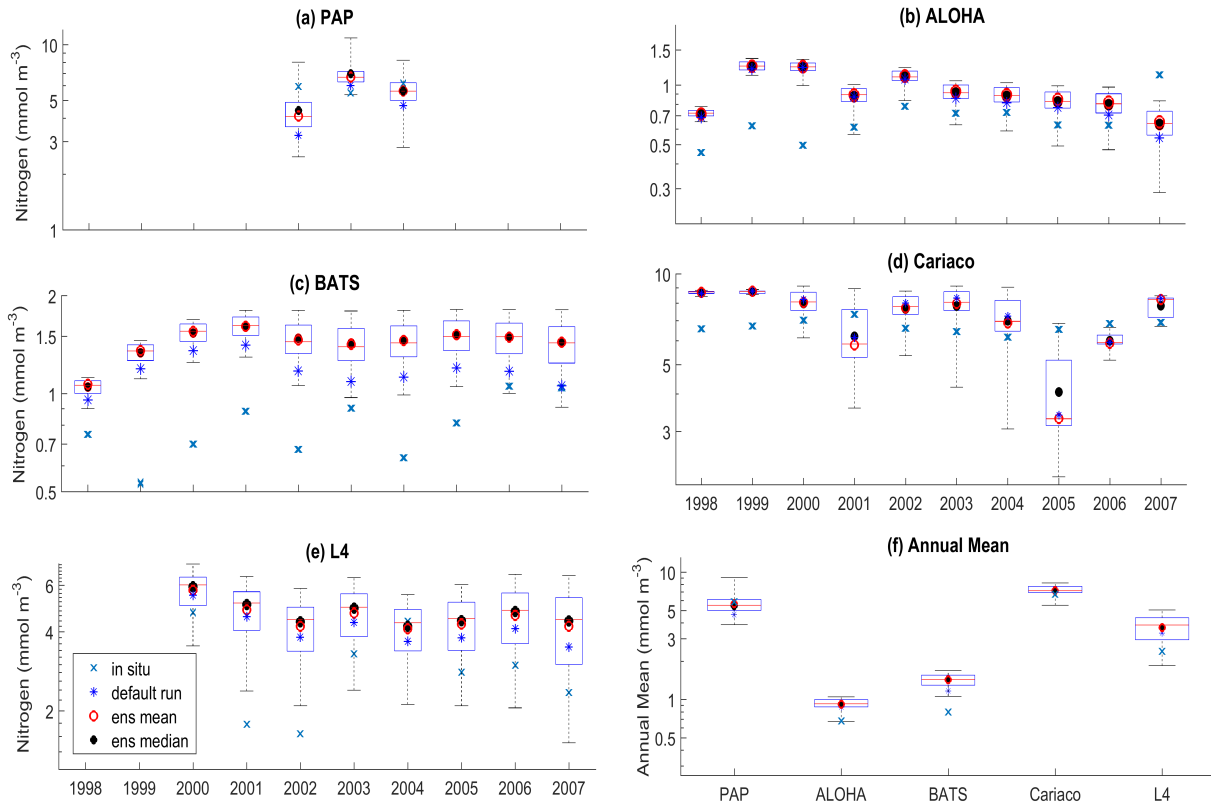 (a) PAP
Nitrogen (mmol m-3)
10
5
3
1
(b) ALOHA
1.5
1
0.7
0.5
0.3
(c) BATS
Nitrogen (mmol m-3)
2
1.5
1
0.7
0.5
(d) Cariaco
10
5
3
1998 1999 2000 2001 2002 2003 2004 2005 2006 2007
(e) L4
Nitrogen (mmol m-3)
6
4
2
in situ
default run
ens mean
ens median
1998 1999 2000 2001 2002 2003 2004 2005 2006 2007
(f) Annual Mean
Annual Mean (mmol m-3)
10
5
3
1
0.5
PAP ALOHA BATS Cariaco L4